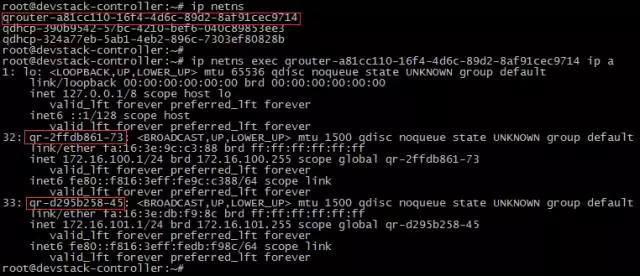 root@devstack-controller:~# ip netns
qrouter-a81cc110-16f4-4d6c-89d2-8af91cec9714
qdhcp-390b9542-57bc-4210-bef6-040c89853ee3
qdhcp-324a77eb-5ab1-4eb2-896c-7303ef80828b
root@devstack-controller:~#
root@devstack-controller:~# ip netns exec qrouter-a81cc110-16f4-4d6c-89d2-8af91cec9714 ip a
1: lo: <LOOPBACK,UP,LOWER_UP> mtu 65536 qdisc noqueue state UNKNOWN group default
link/loopback 00:00:00:00:00:00 brd 00:00:00:00:00:00
inet 127.0.0.1/8 scope host lo
valid_lft forever preferred_lft forever
inet6 ::1/128 scope host
valid_lft forever preferred_lft forever
32: qr-2ffdb861-73: <BROADCAST,UP,LOWER_UP> mtu 1500 qdisc noqueue state UNKNOWN group default
link/ether fa:16:3e:9c:c3:88 brd ff:ff:ff:ff:ff:ff
inet 172.16.100.1/24 brd 172.16.100.255 scope global qr-2ffdb861-73
valid_lft forever preferred_lft forever
inet6 fe80::f816:3eff:fe9c:c388/64 scope link
valid_lft forever preferred_lft forever
33: qr-d295b258-45: <BROADCAST,UP,LOWER_UP> mtu 1500 qdisc noqueue state UNKNOWN group default
link/ether fa:16:3e:db:f9:8c brd ff:ff:ff:ff:ff:ff
inet 172.16.101.1/24 brd 172.16.101.255 scope global qr-d295b258-45
valid_lft forever preferred_lft forever
inet6 fe80::f816:3eff:fedb:f98c/64 scope link
valid_lft forever preferred_lft forever
root@devstack-controller:~#